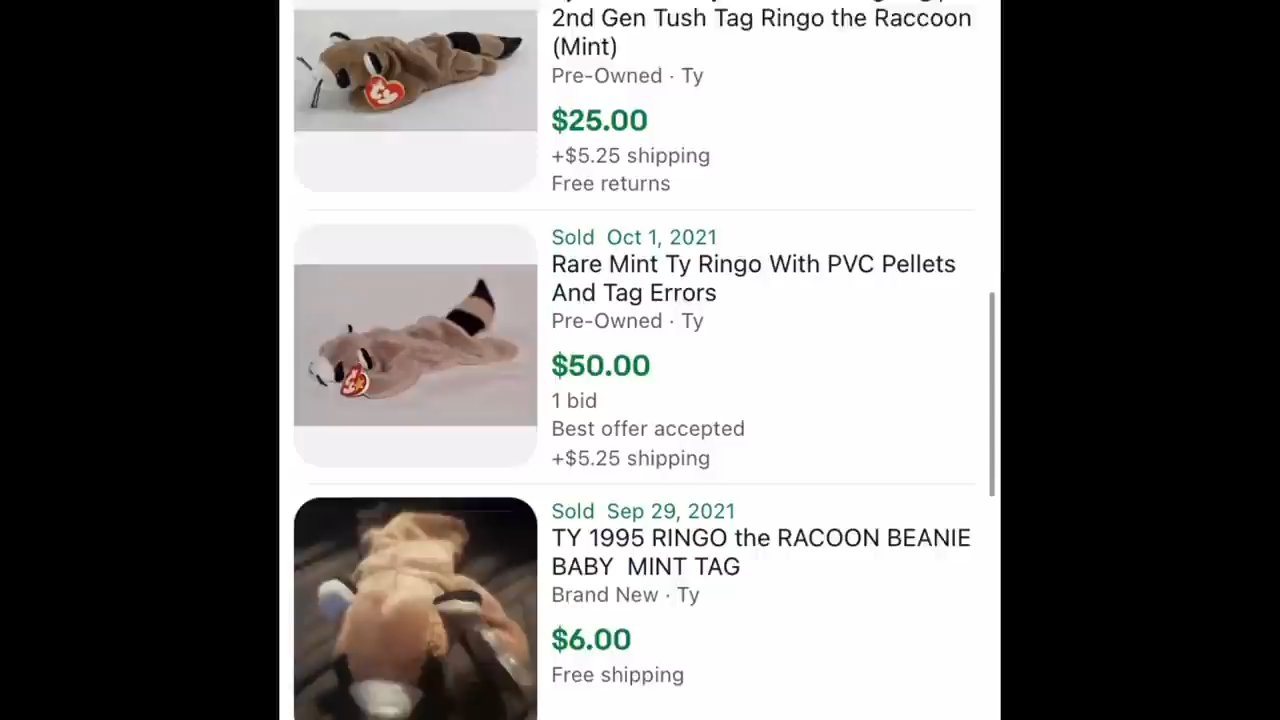 2nd Gen Tush Tag Ringo the Raccoon
(Mint)
Pre-Owned · Ty
$25.00
+$5.25 shipping
Free returns
Sold Oct 1, 2021
Rare Mint Ty Ringo With PVC Pellets
And Tag Errors
Pre-Owned · Ty
$50.00
1 bid
Best offer accepted
+$5.25 shipping
Sold Sep 29, 2021
TY 1995 RINGO the RACOON BEANIE
BABY MINT TAG
Brand New · Ty
$6.00
Free shipping